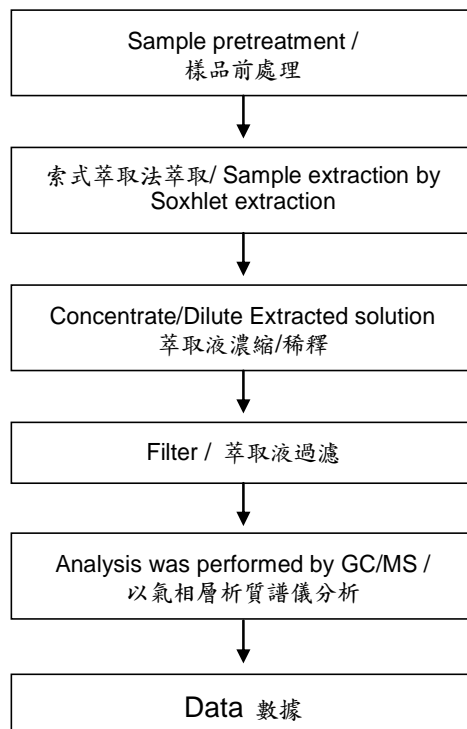 Sample pretreatment /
樣品前處理
索式萃取法萃取/ Sample extraction by
Soxhlet extraction
Concentrate/Dilute Extracted solution
萃取液濃縮/稀釋
Filter / 萃取液過濾
Analysis was performed by GC/MS /
以氣相層析質譜儀分析
Data 數據